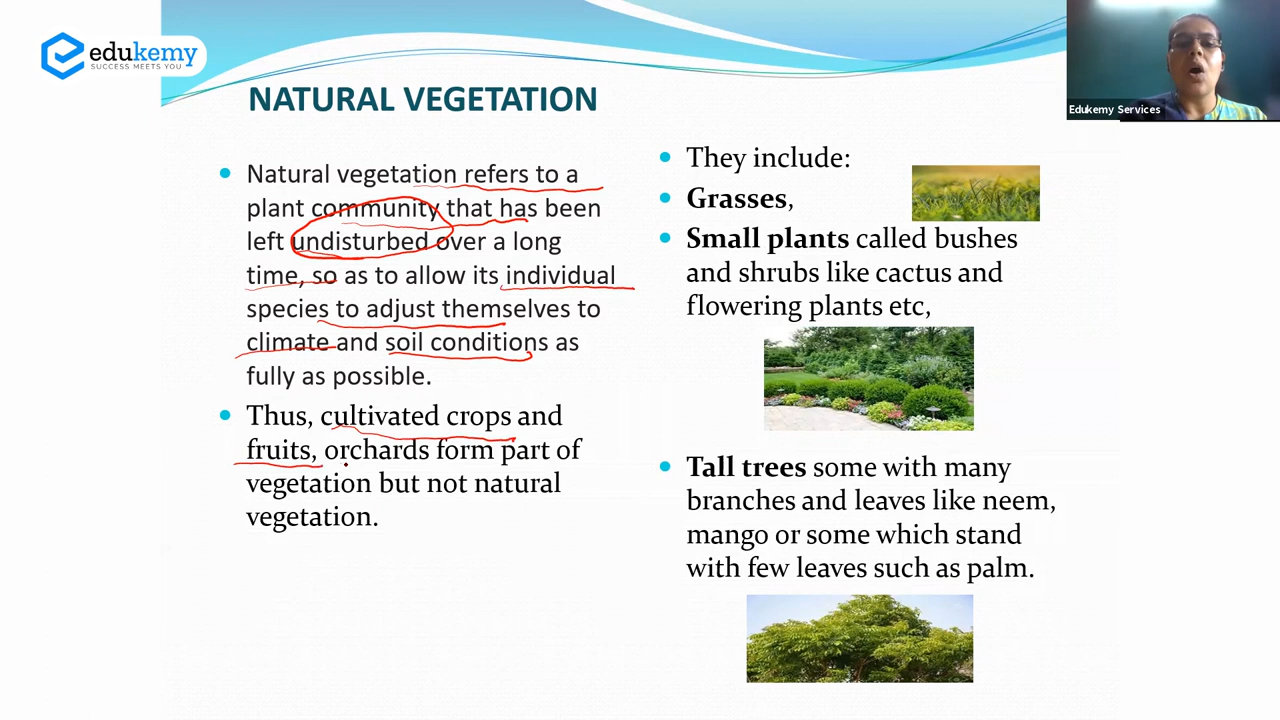 edukemy
SUCCESS MEETS YOU
Edukemy Services
NATURAL VEGETATION
Natural vegetation refers to a
plant community that has been
left undisturbed over a long
time, so as to allow its individual
species to adjust themselves to
climate and soil conditions as
fully as possible.
Thus, cultivated crops and
fruits, orchards form part of
vegetation but not natural
vegetation.
They include:
Grasses,
Small plants called bushes
and shrubs like cactus and
flowering plants etc,
Tall trees some with many
branches and leaves like neem,
mango or some which stand
with few leaves such as palm.